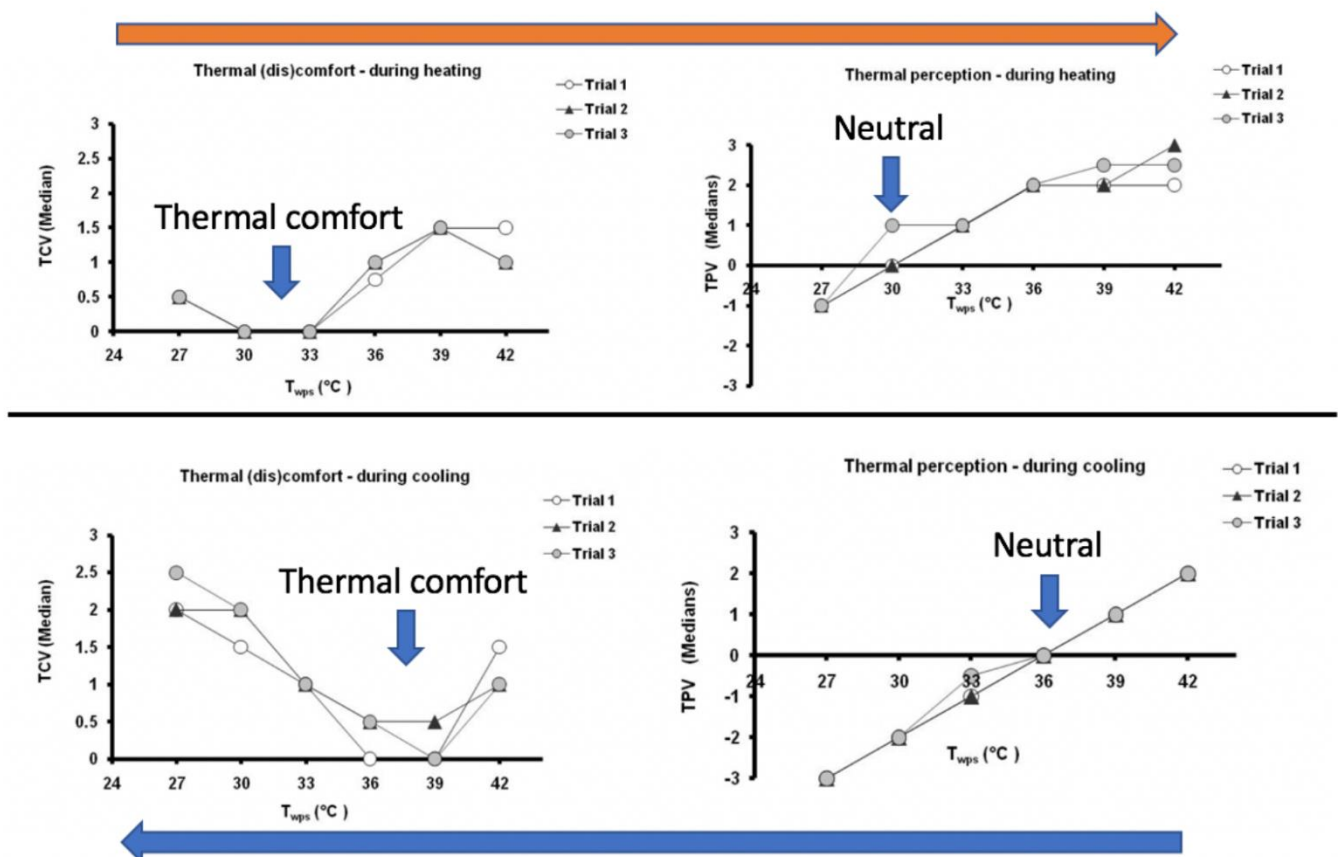 Thermal (dis)comfort - during heating
Trial 1
Trial 2
Trial 3
3
2.5
2
1.5
1
0.5
0
TCV (Median)
Thermal comfort
24 27 30 33 36 39 42
Twps (°C )
Thermal perception - during heating
Trial 1
Trial 2
Trial 3
Neutral
3
2
1
0
-1
-2
-3
TPV (Medians)
24 27 30 33 36 39 42
Twps (°C )
Thermal (dis)comfort - during cooling
Trial 1
Trial 2
Trial 3
3
2.5
2
1.5
1
0.5
0
TCV (Median)
Thermal comfort
24 27 30 33 36 39 42
Twps (°C )
Thermal perception - during cooling
Trial 1
Trial 2
Trial 3
Neutral
3
2
1
0
-1
-2
-3
TPV (Medians)
24 27 30 33 36 39 42
Twps (°C )